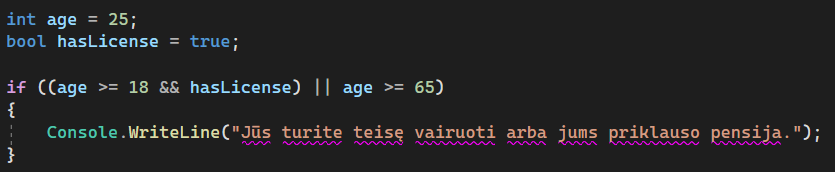 int age = 25;
bool hasLicense = true;
if ((age >= 18 && hasLicense) || age >= 65)
{
Console.WriteLine("Jūs turite teisę vairuoti arba jums priklauso pensija.");
}